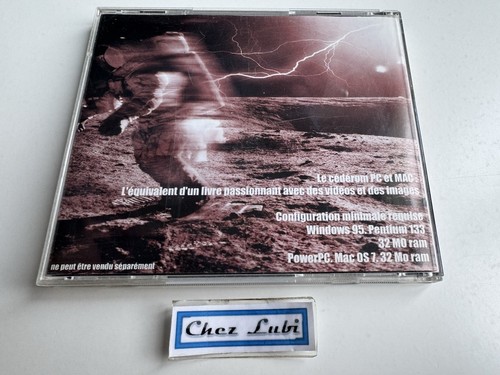 Le cédérom PC et MAC :
L'équivalent d'un livre passionnant avec des vidéos et des images
Configuration minimale requise
Windows 95, Penthini 133
32 MO ram
PowerPC, Mac OS 7, 32 Mo ram
ne peut être vendu séparément
Chez Lubi